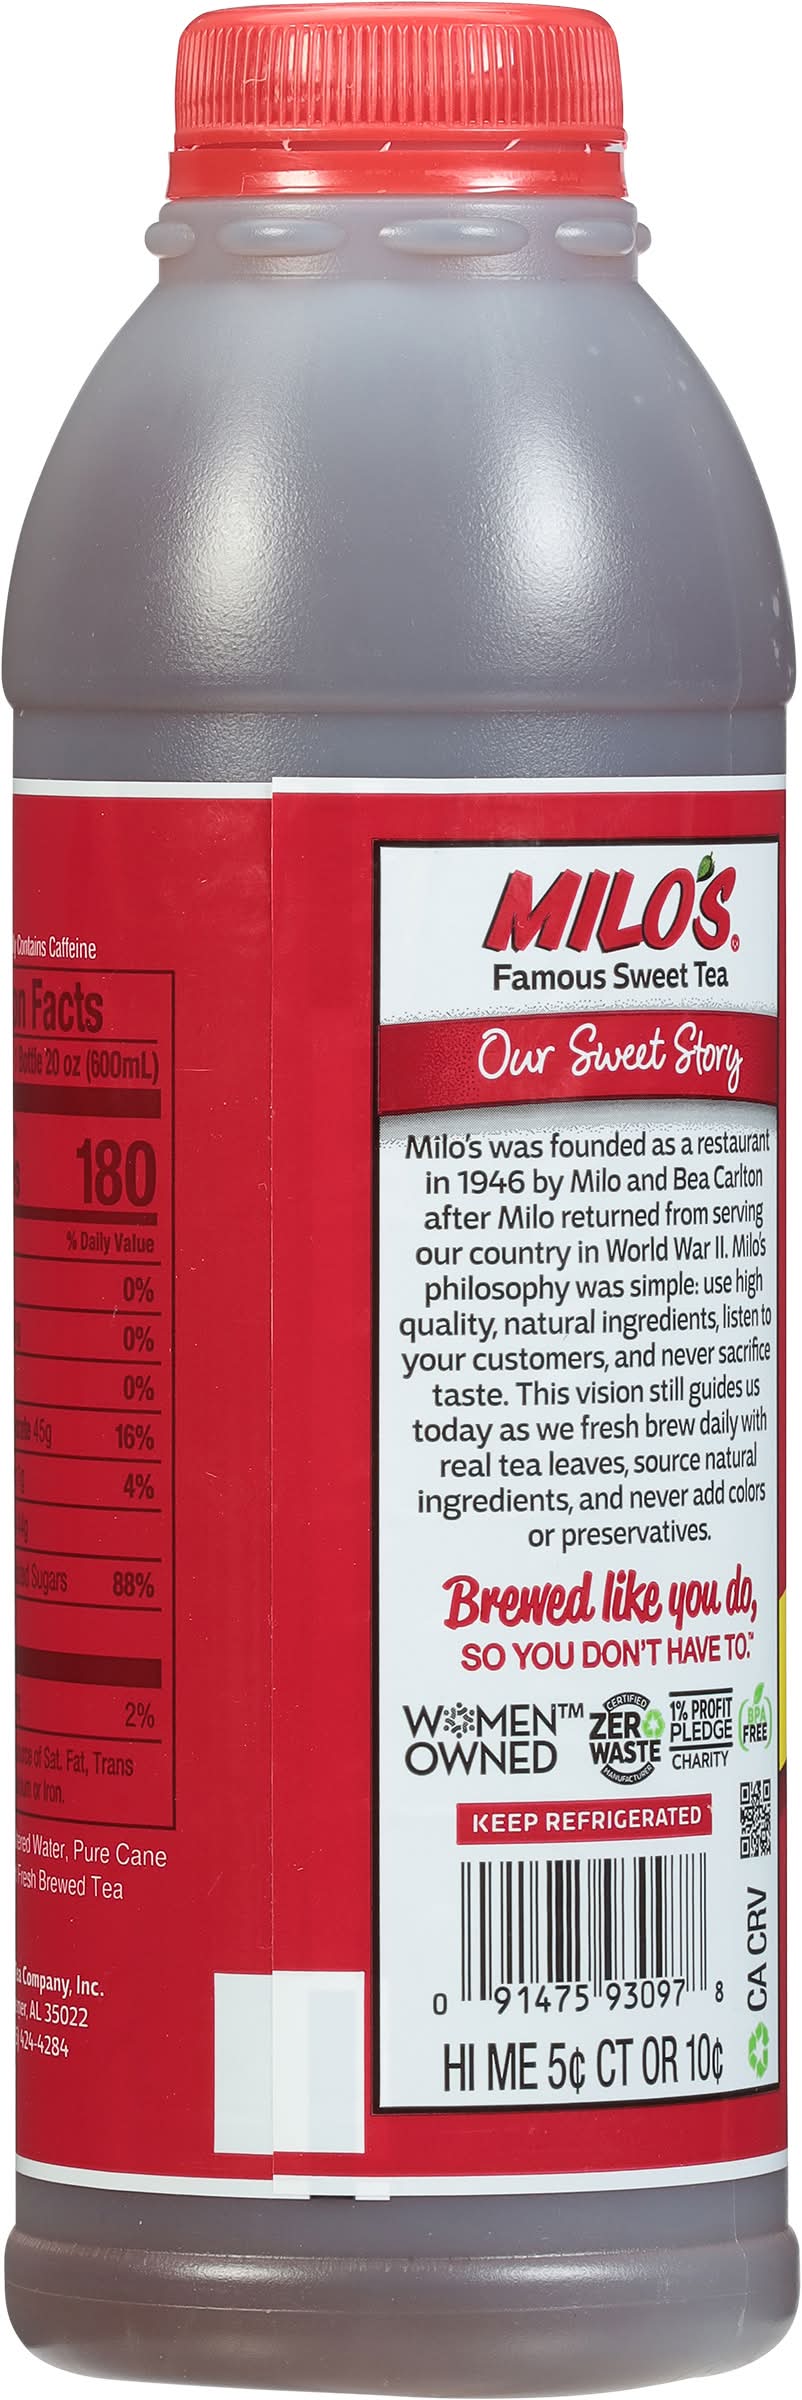 Contains Caffeine
Facts
Bottle 20 oz (600mL)
180
% Daily Value
0%
0%
0%
45g 16%
4%
Sugars 88%
2%
of Sat. Fat, Trans
or Iron.
Water, Pure Cane
Fresh Brewed Tea
Company, Inc.
AL 35022
424-4284
MILO'S
Famous Sweet Tea
Our Sweet Story
Milo's was founded as a restaurant
in 1946 by Milo and Bea Carlton
after Milo returned from serving
our country in World War II. Milo's
philosophy was simple: use high
quality, natural ingredients, listen to
your customers, and never sacrifice
taste. This vision still guides us
today as we fresh brew daily with
real tea leaves, source natural
ingredients, and never add colors
or preservatives.
Brewed like you do,
SO YOU DON'T HAVE TO.™
WOMEN™
OWNED
CERTIFIED
ZERO
WASTE
MANUFACTURER
1% PROFIT
PLEDGE
CHARITY
BPA
FREE
KEEP REFRIGERATED
0 91475 93097 8
CA CRV
HI ME 5¢ CT OR 10¢